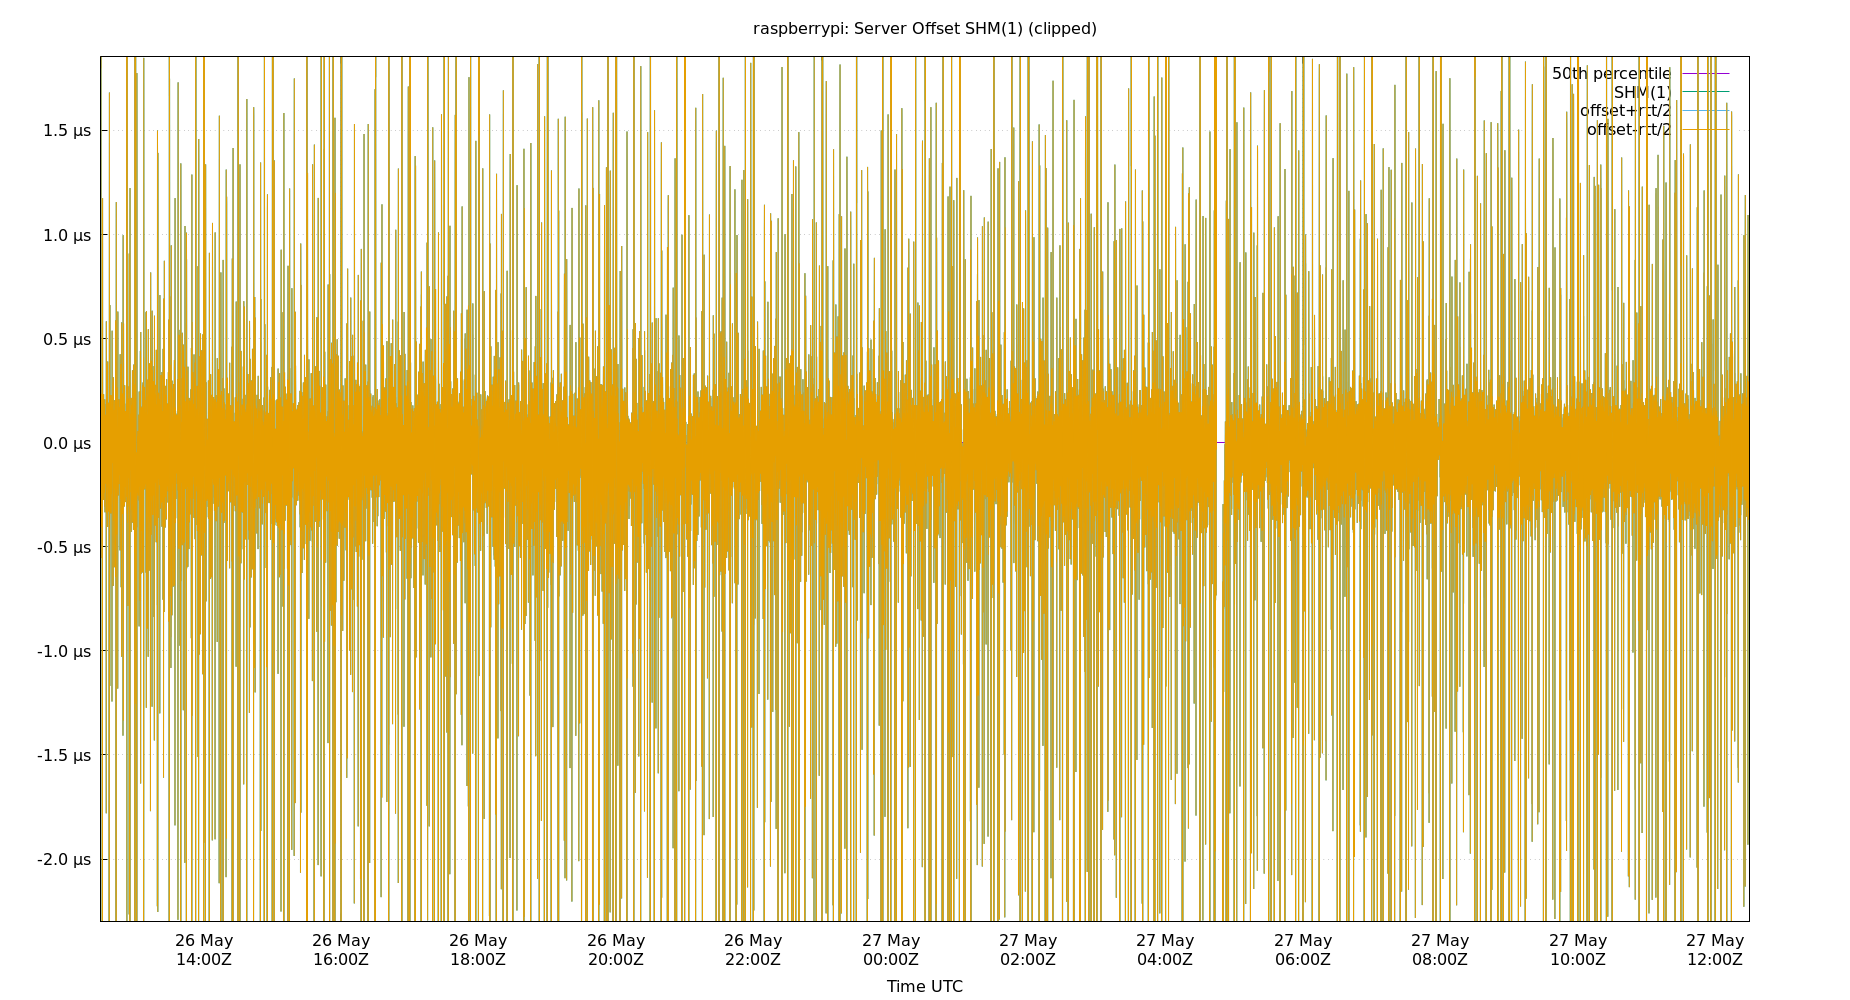 raspberrypi: Server Offset SHM(1) (clipped)
50th percentile
SHM(1)
offset+rtt/2
offset-rtt/2
1.5 µs
1.0 µs
0.5 µs
0.0 µs
-0.5 µs
-1.0 µs
-1.5 µs
-2.0 µs
26 May 26 May 26 May 26 May 26 May 27 May 27 May 27 May 27 May 27 May 27 May 27 May
14:00Z 16:00Z 18:00Z 20:00Z 22:00Z 00:00Z 02:00Z 04:00Z 06:00Z 08:00Z 10:00Z 12:00Z
Time UTC